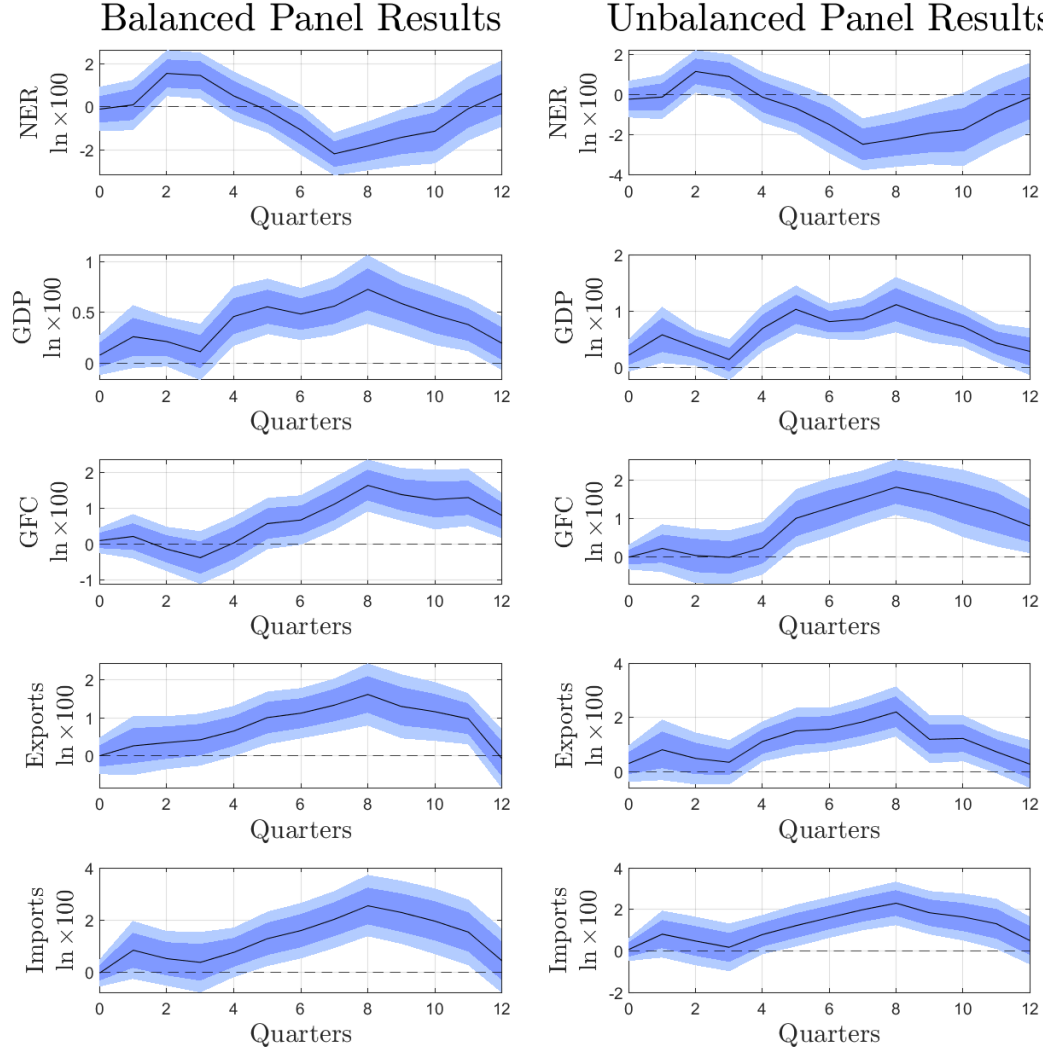 Balanced Panel Results
Unbalanced Panel Results
NER
ln ×100
2
0
-2
0 2 4 6 8 10 12
Quarters
NER
ln ×100
2
0
-2
-4
0 2 4 6 8 10 12
Quarters
GDP
ln ×100
1
0.5
0
0 2 4 6 8 10 12
Quarters
GDP
ln ×100
2
1
0
0 2 4 6 8 10 12
Quarters
GFC
ln ×100
2
1
0
-1
0 2 4 6 8 10 12
Quarters
GFC
ln ×100
2
1
0
0 2 4 6 8 10 12
Quarters
Exports
ln ×100
2
1
0
0 2 4 6 8 10 12
Quarters
Exports
ln ×100
4
2
0
0 2 4 6 8 10 12
Quarters
Imports
ln ×100
4
2
0
0 2 4 6 8 10 12
Quarters
Imports
ln ×100
4
2
0
-2
0 2 4 6 8 10 12
Quarters